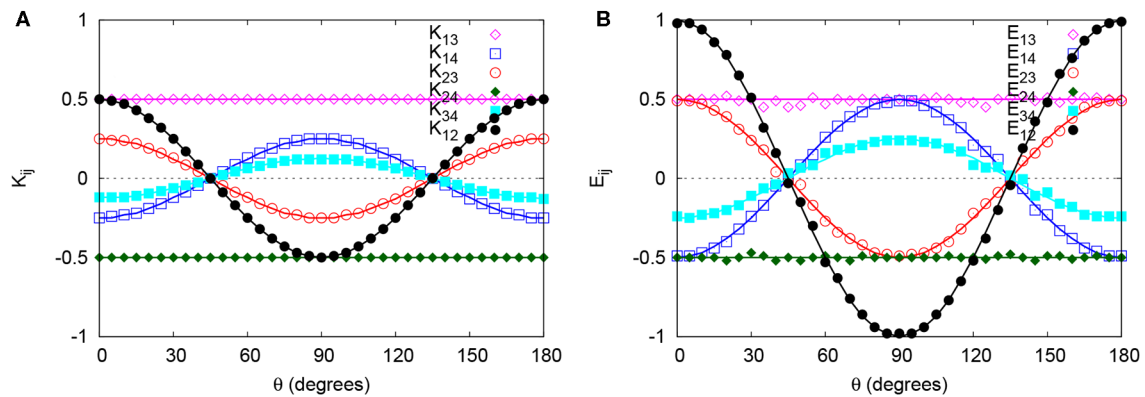 A
K13
K14
K23
K24
K34
K12
1
0.5
0
-0.5
-1
Kij
0 30 60 90 120 150 180
θ (degrees)
B
E13
E14
E23
E24
E34
E12
1
0.5
0
-0.5
-1
Eij
0 30 60 90 120 150 180
θ (degrees)